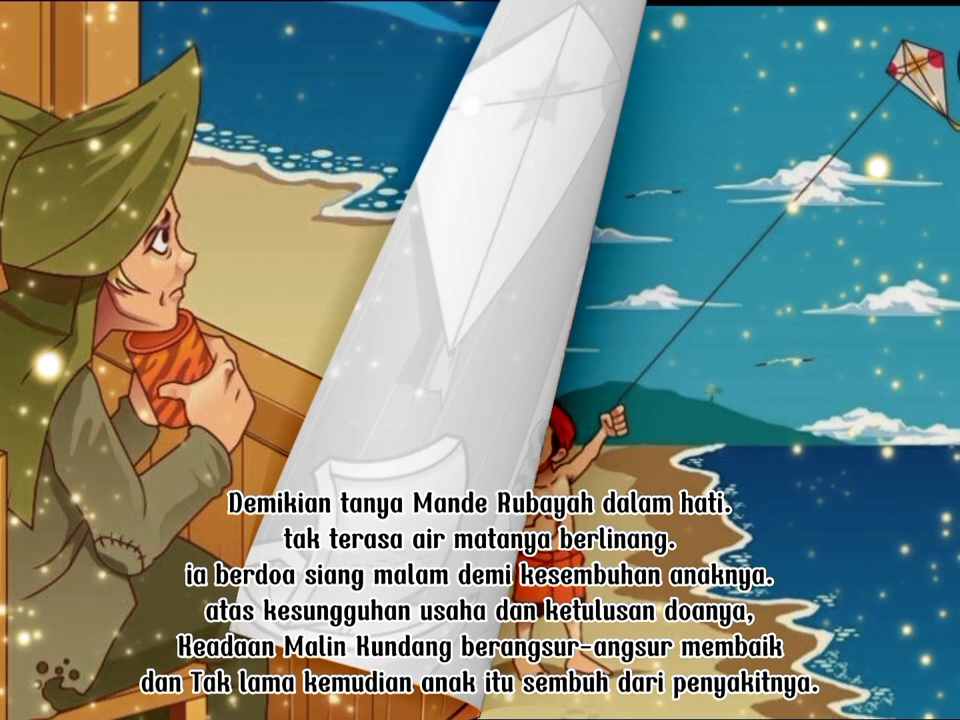 Demikian tanya Mande Rubayah dalam hati.
tak terasa air matanya berlinang.
ia berdoa siang malam demi kesembuhan anaknya.
atas kesungguhan usaha dan ketulusan doanya,
Keadaan Malin Kundang berangsur-angsur membaik
dan Tak lama kemudian anak itu sembuh dari penyakitnya.